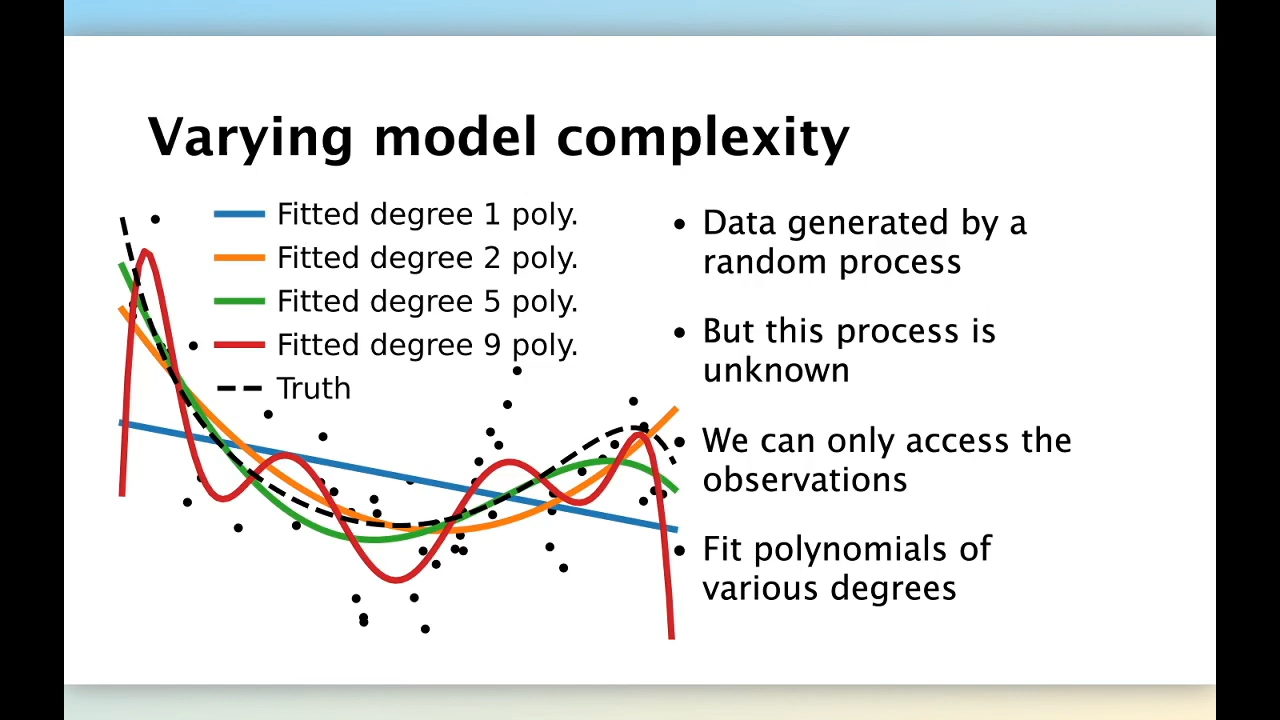 Varying model complexity
Fitted degree 1 poly.
Fitted degree 2 poly.
Fitted degree 5 poly.
Fitted degree 9 poly.
Truth
• Data generated by a
random process
• But this process is
unknown
• We can only access the
observations
• Fit polynomials of
various degrees